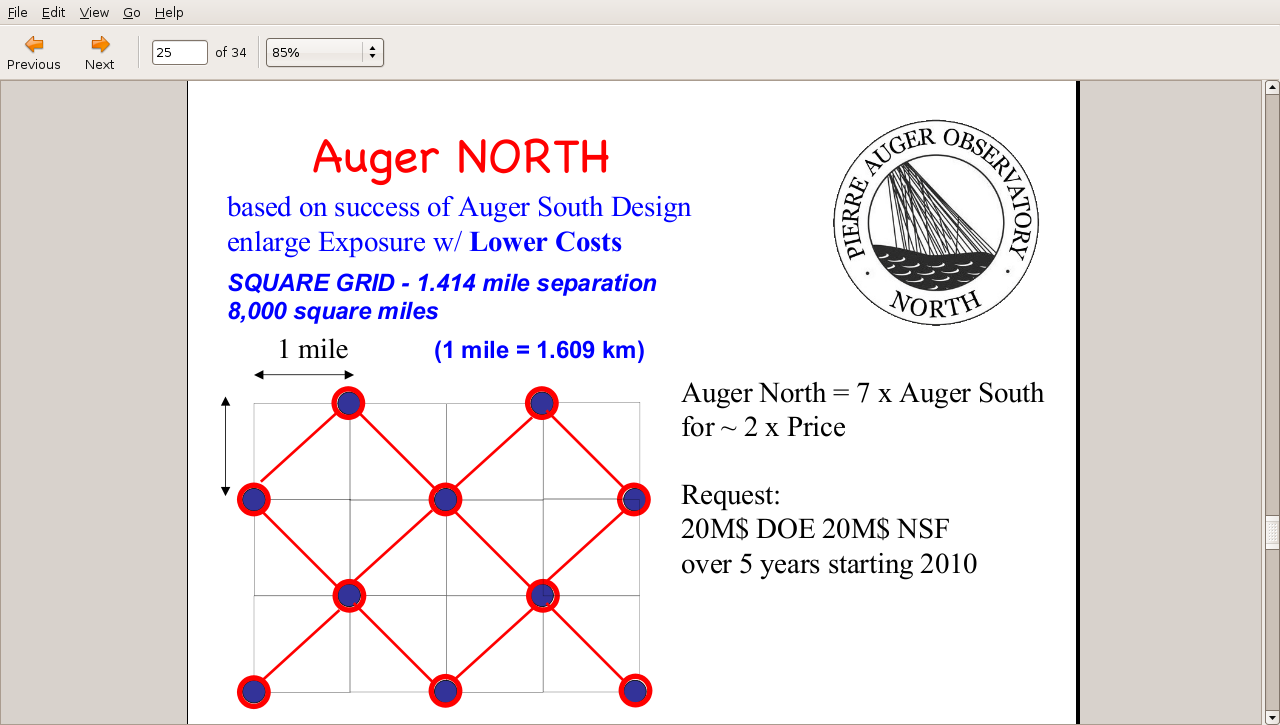 File Edit View Go Help
25 of 34 85%
Previous Next
Auger NORTH
based on success of Auger South Design
enlarge Exposure w/ Lower Costs
SQUARE GRID - 1.414 mile separation
8,000 square miles
1 mile (1 mile = 1.609 km)
PIERRE AUGER OBSERVATORY
· NORTH ·
Auger North = 7 x Auger South
for ~ 2 x Price
Request:
20M$ DOE 20M$ NSF
over 5 years starting 2010